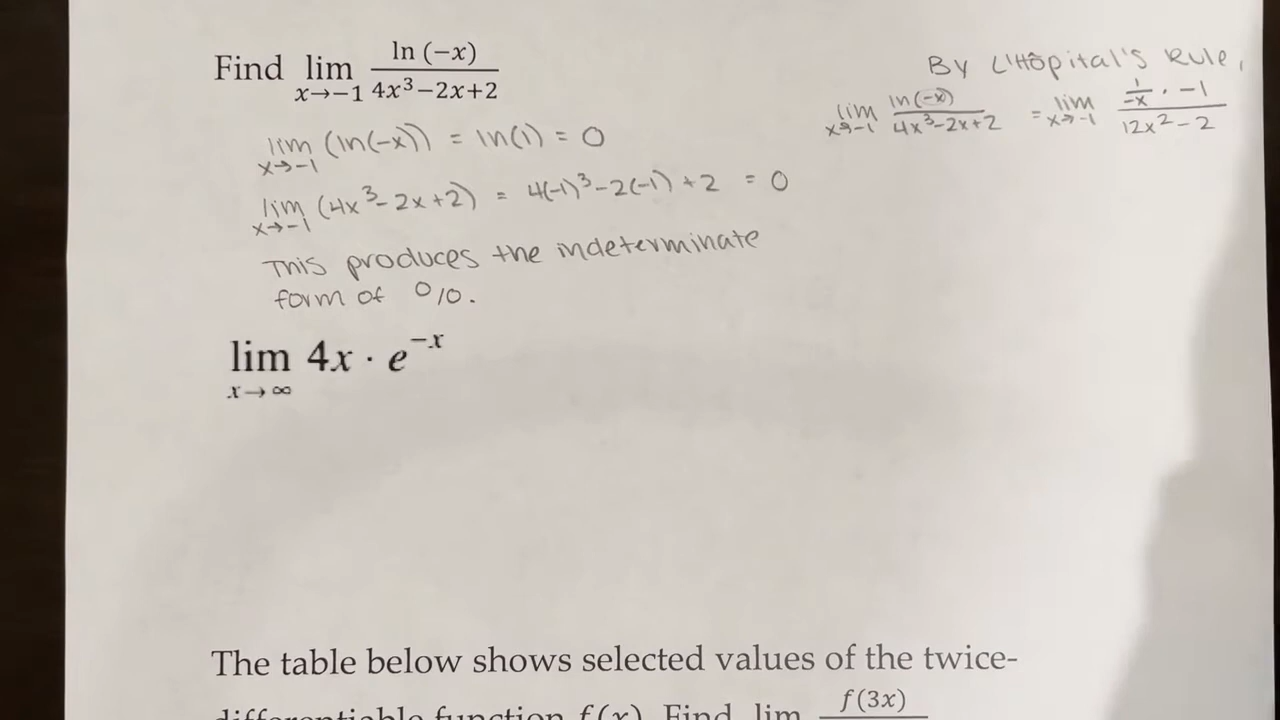 Find lim x→−1 ln (−x) / 4x³−2x+2
lim x→−1 (ln(−x)) = ln(1) = 0
lim x→−1 (4x³−2x+2) = 4(−1)³−2(−1)+2 = 0
This produces the indeterminate
form of 0/0.
By L'Hôpital's Rule,
lim x→−1 ln(−x) / 4x³−2x+2 = lim x→−1 1/−x · −1 / 12x²−2
lim x→∞ 4x · e⁻ˣ
The table below shows selected values of the twice-
differentiable function f(x). Find lim f(3x)